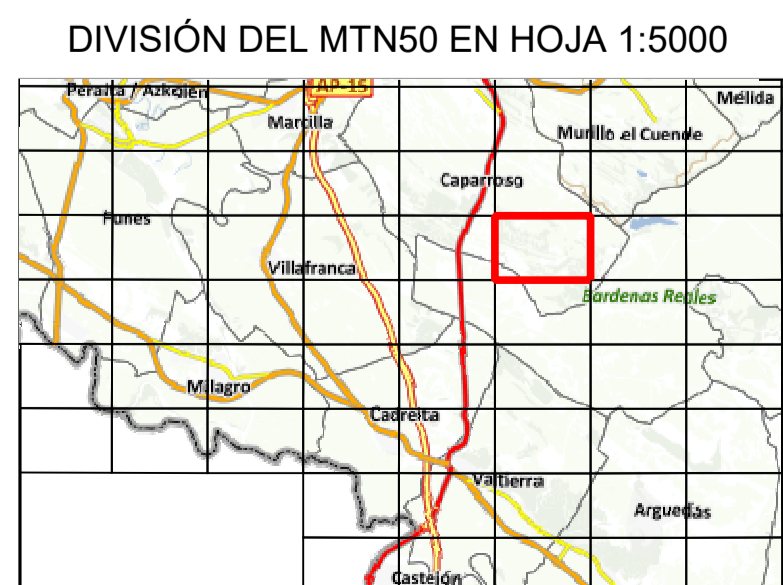 DIVISIÓN DEL MTN50 EN HOJA 1:5000
AP-15
Peralta / Azkoien
Mélida
Marcilla
Murillo el Cuende
Caparroso
Funes
Villafranca
Bardenas Reales
Milagro
Cadreita
Valtierra
Arguedas
Castejón